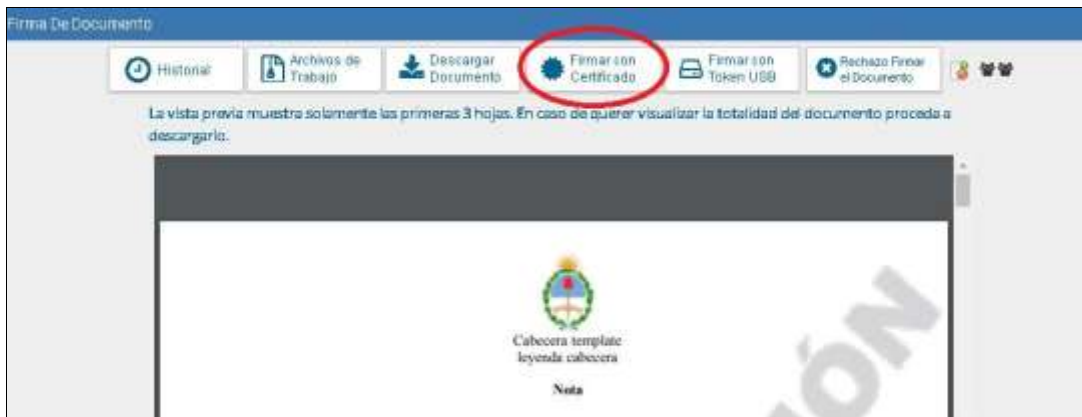 Firma De Documento
Historial
Archivos de
Trabajo
Descargar
Documento
Firmar con
Certificado
Firmar con
Token USB
Rechazo Firmar
el Documento
La vista previa muestra solamente las primeras 3 hojas. En caso de querer visualizar la totalidad del documento proceda a
descargarlo.
Cabecera template
leyenda cabecera
Nota
ÓN